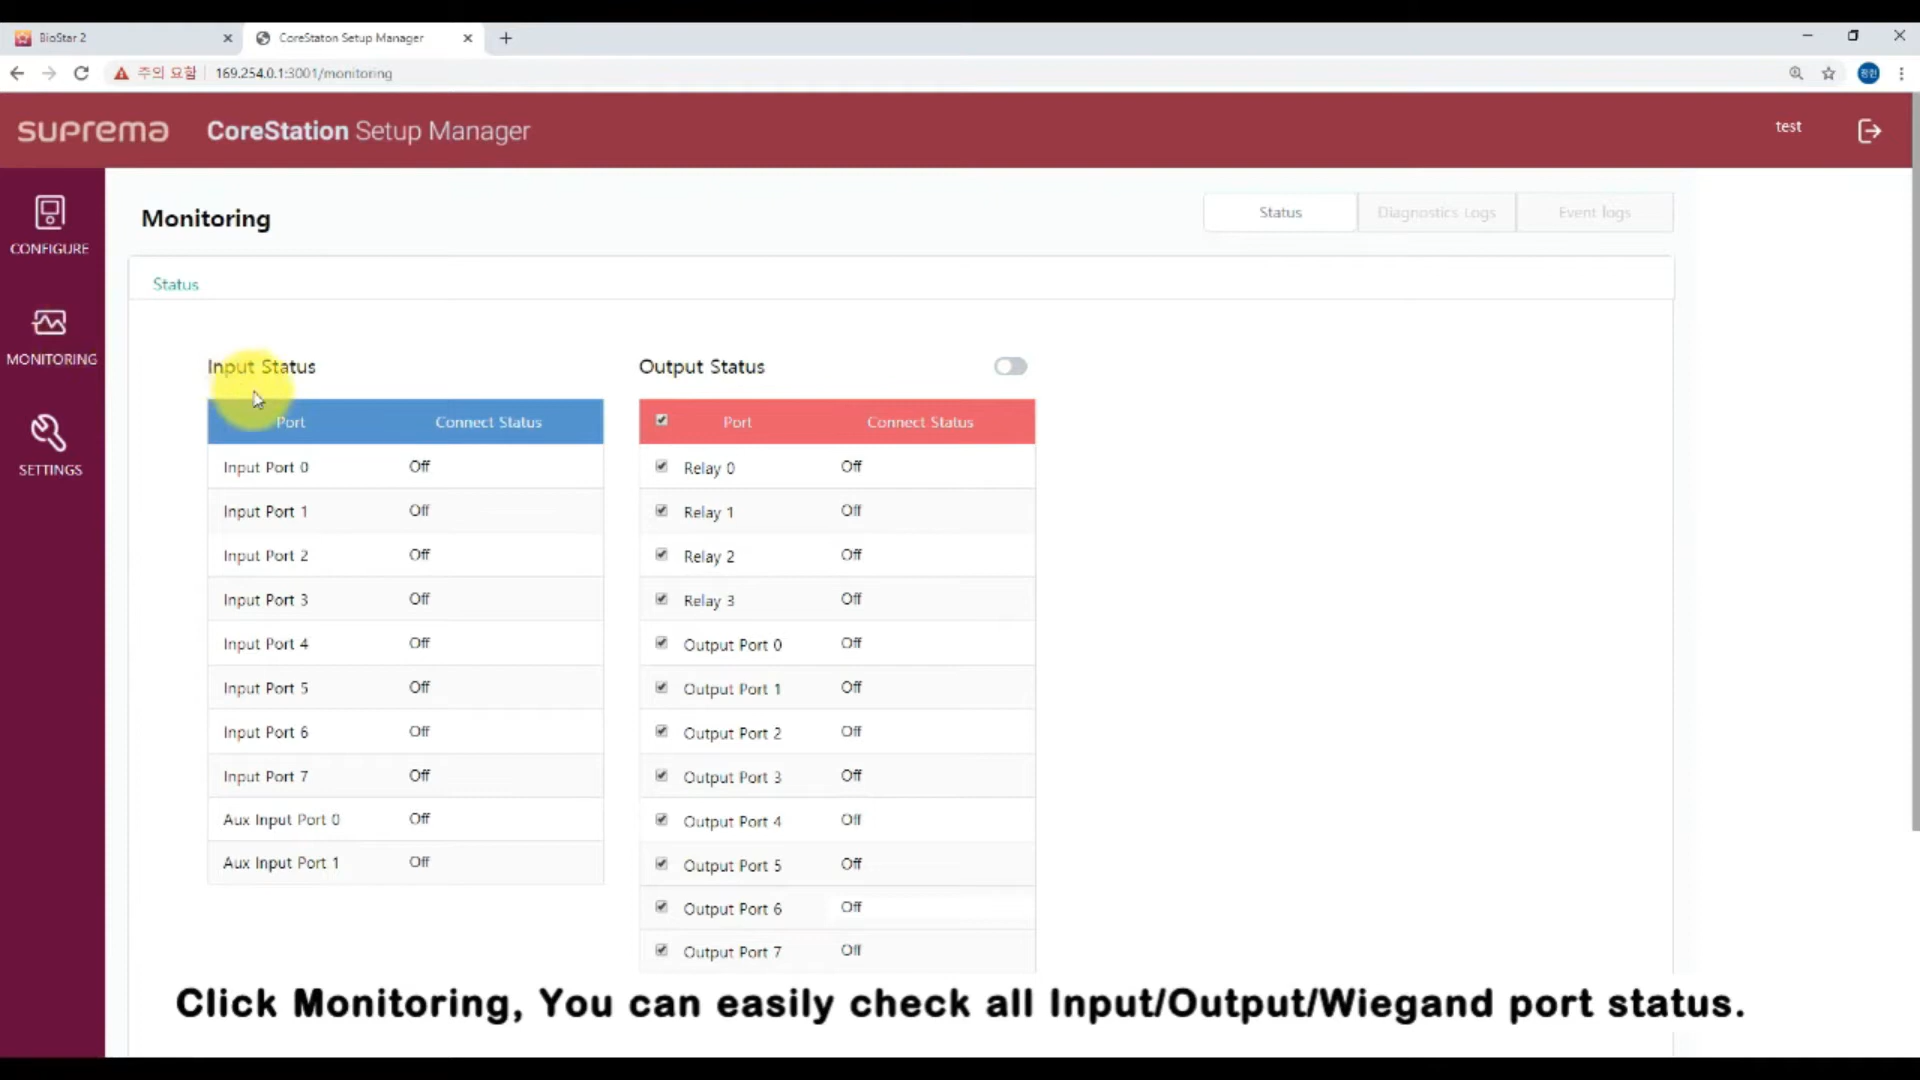 BioStar 2
CoreStaton Setup Manager
주의 요함
169.254.0.1:3001/monitoring
정인
suprema
CoreStation Setup Manager
test
CONFIGURE
MONITORING
SETTINGS
Monitoring
Status
Diagnostics Logs
Event logs
Status
Input Status
Port Connect Status
Input Port 0 Off
Input Port 1 Off
Input Port 2 Off
Input Port 3 Off
Input Port 4 Off
Input Port 5 Off
Input Port 6 Off
Input Port 7 Off
Aux Input Port 0 Off
Aux Input Port 1 Off
Output Status
Port Connect Status
Relay 0 Off
Relay 1 Off
Relay 2 Off
Relay 3 Off
Output Port 0 Off
Output Port 1 Off
Output Port 2 Off
Output Port 3 Off
Output Port 4 Off
Output Port 5 Off
Output Port 6 Off
Output Port 7 Off
Click Monitoring, You can easily check all Input/Output/Wiegand port status.